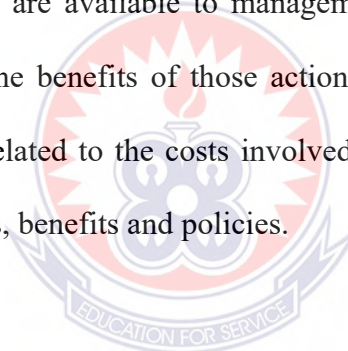 are available to managem
ne benefits of those action
elated to the costs involved
, benefits and policies.
EDUCATION FOR SERVICE